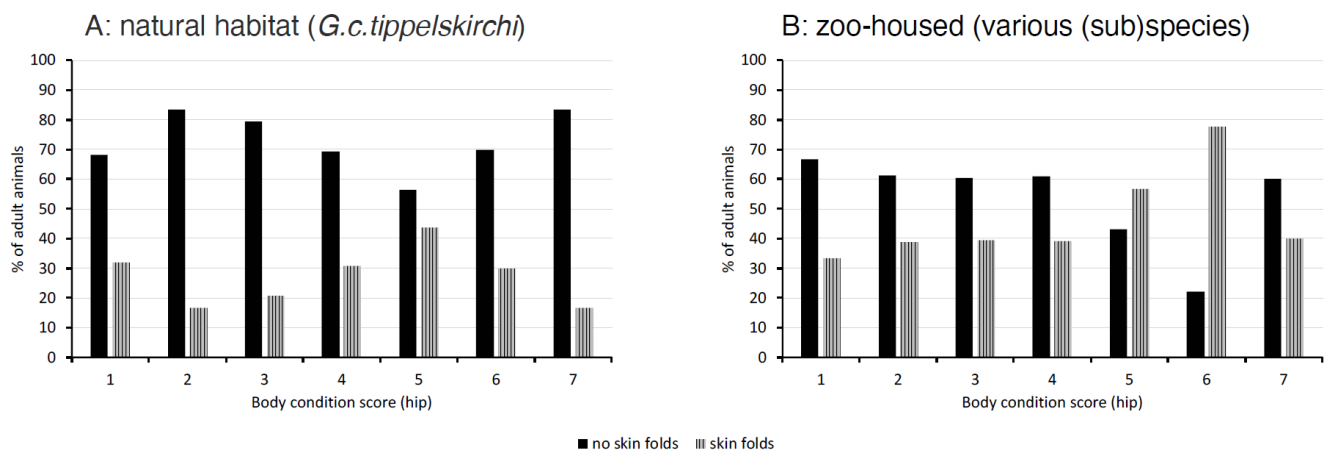 A: natural habitat (G.c.tippelskirchi)
100
90
80
70
60
50
40
30
20
10
0
% of adult animals
1 2 3 4 5 6 7
Body condition score (hip)
B: zoo-housed (various (sub)species)
100
90
80
70
60
50
40
30
20
10
0
% of adult animals
1 2 3 4 5 6 7
Body condition score (hip)
no skin folds skin folds